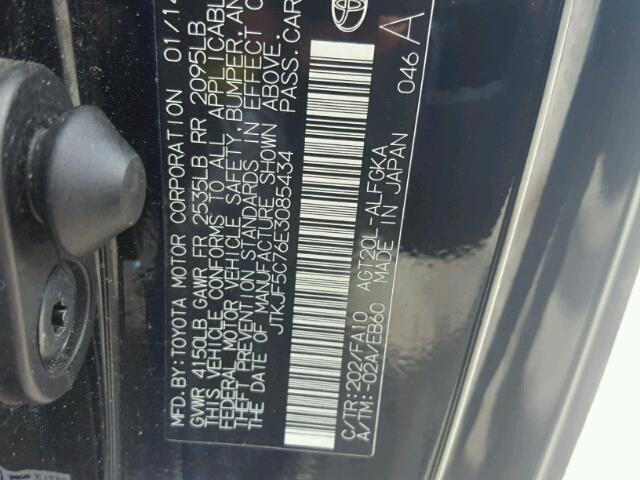 MFD.BY:TOYOTA MOTOR CORPORATION 01/14
GVWR 4150LB GAWR FR 2535LB RR 2095LB
THIS VEHICLE CONFORMS TO ALL APPLICABLE
FEDERAL MOTOR VEHICLE SAFETY, BUMPER, AND
THEFT PREVENTION STANDARDS IN EFFECT ON
THE DATE OF MANUFACTURE SHOWN ABOVE.
JTKJF5C76E3085434 PASS.CAR
C/TR:202/FA10 AGT20L-ALFGKA
A/TM:-02A/EB60 MADE IN JAPAN
046 A